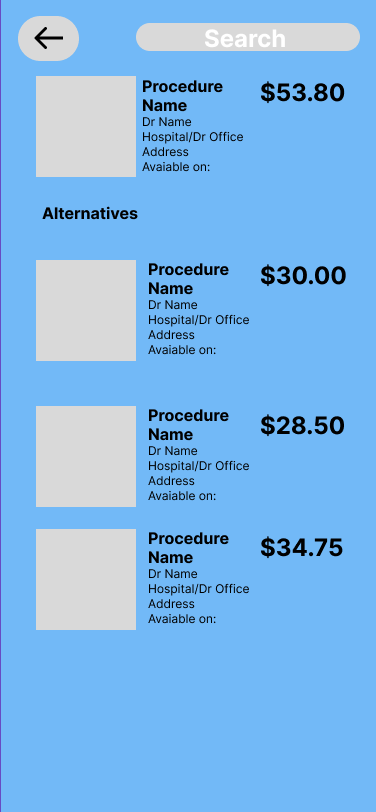 Search
Procedure
Name
$53.80
Dr Name
Hospital/Dr Office
Address
Avaiable on:
Alternatives
Procedure
Name
$30.00
Dr Name
Hospital/Dr Office
Address
Avaiable on:
Procedure
Name
$28.50
Dr Name
Hospital/Dr Office
Address
Avaiable on:
Procedure
Name
$34.75
Dr Name
Hospital/Dr Office
Address
Avaiable on: